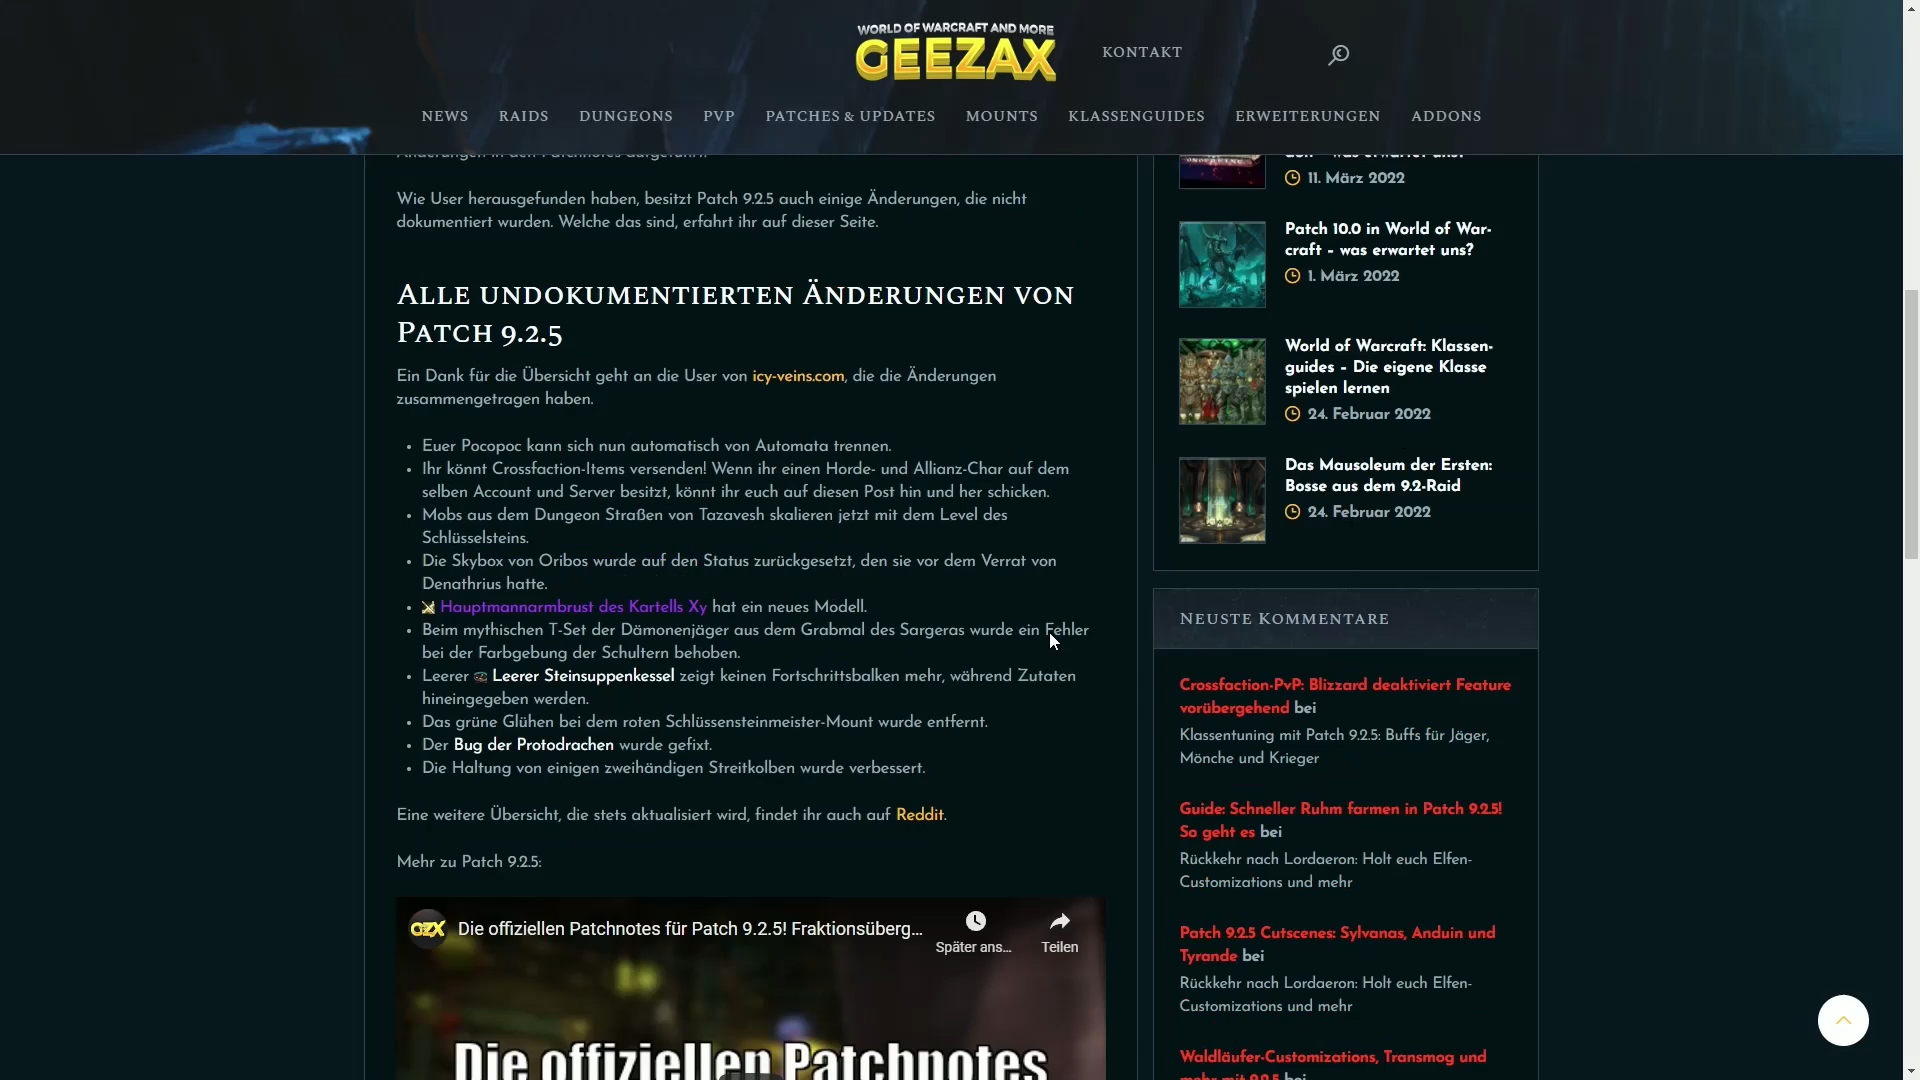 WORLD OF WARCRAFT AND MORE
GEEZAX
KONTAKT
NEWS
RAIDS
DUNGEONS
PVP
PATCHES & UPDATES
MOUNTS
KLASSENGUIDES
ERWEITERUNGEN
ADDONS
Änderungen in den Patchnotes aufgeführt.
Wie User herausgefunden haben, besitzt Patch 9.2.5 auch einige Änderungen, die nicht
dokumentiert wurden. Welche das sind, erfahrt ihr auf dieser Seite.
Alle undokumentierten Änderungen von
Patch 9.2.5
Ein Dank für die Übersicht geht an die User von icy-veins.com, die die Änderungen
zusammengetragen haben.
• Euer Pocopoc kann sich nun automatisch von Automata trennen.
• Ihr könnt Crossfaction-Items versenden! Wenn ihr einen Horde- und Allianz-Char auf dem
selben Account und Server besitzt, könnt ihr euch auf diesen Post hin und her schicken.
• Mobs aus dem Dungeon Straßen von Tazavesh skalieren jetzt mit dem Level des
Schlüsselsteins.
• Die Skybox von Oribos wurde auf den Status zurückgesetzt, den sie vor dem Verrat von
Denathrius hatte.
• Hauptmannarmbrust des Kartells Xy hat ein neues Modell.
• Beim mythischen T-Set der Dämonenjäger aus dem Grabmal des Sargeras wurde ein Fehler
bei der Farbgebung der Schultern behoben.
• Leerer Leerer Steinsuppenkessel zeigt keinen Fortschrittsbalken mehr, während Zutaten
hineingegeben werden.
• Das grüne Glühen bei dem roten Schlüssensteinmeister-Mount wurde entfernt.
• Der Bug der Protodrachen wurde gefixt.
• Die Haltung von einigen zweihändigen Streitkolben wurde verbessert.
Eine weitere Übersicht, die stets aktualisiert wird, findet ihr auch auf Reddit.
Mehr zu Patch 9.2.5:
GZX
Die offiziellen Patchnotes für Patch 9.2.5! Fraktionsüberg...
Später ans...
Teilen
Die offiziellen Patchnotes
don – was erwartet uns?
11. März 2022
Patch 10.0 in World of War-
craft – was erwartet uns?
1. März 2022
World of Warcraft: Klassen-
guides – Die eigene Klasse
spielen lernen
24. Februar 2022
Das Mausoleum der Ersten:
Bosse aus dem 9.2-Raid
24. Februar 2022
Neuste Kommentare
Crossfaction-PvP: Blizzard deaktiviert Feature
vorübergehend bei
Klassentuning mit Patch 9.2.5: Buffs für Jäger,
Mönche und Krieger
Guide: Schneller Ruhm farmen in Patch 9.2.5!
So geht es bei
Rückkehr nach Lordaeron: Holt euch Elfen-
Customizations und mehr
Patch 9.2.5 Cutscenes: Sylvanas, Anduin und
Tyrande bei
Rückkehr nach Lordaeron: Holt euch Elfen-
Customizations und mehr
Waldläufer-Customizations, Transmog und
mehr mit 9.2.5 bei